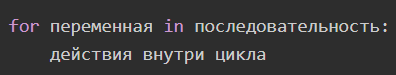 for переменная in последовательность:
    действия внутри цикла